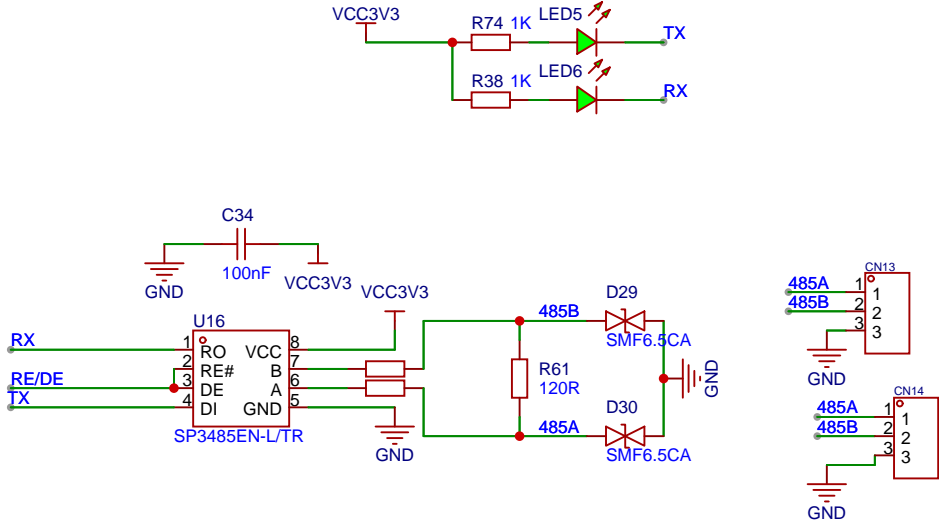 VCC3V3
R74 1K
LED5
TX
R38 1K
LED6
RX
C34
100nF
GND
VCC3V3
VCC3V3
U16
RX
RE/DE
TX
1
2
3
4
RO
RE#
DE
DI
VCC
B
A
GND
8
7
6
5
SP3485EN-L/TR
GND
485B
R61
120R
485A
D29
SMF6.5CA
D30
SMF6.5CA
GND
CN13
485A
485B
1
2
3
1
2
3
GND
CN14
485A
485B
1
2
3
1
2
3
GND